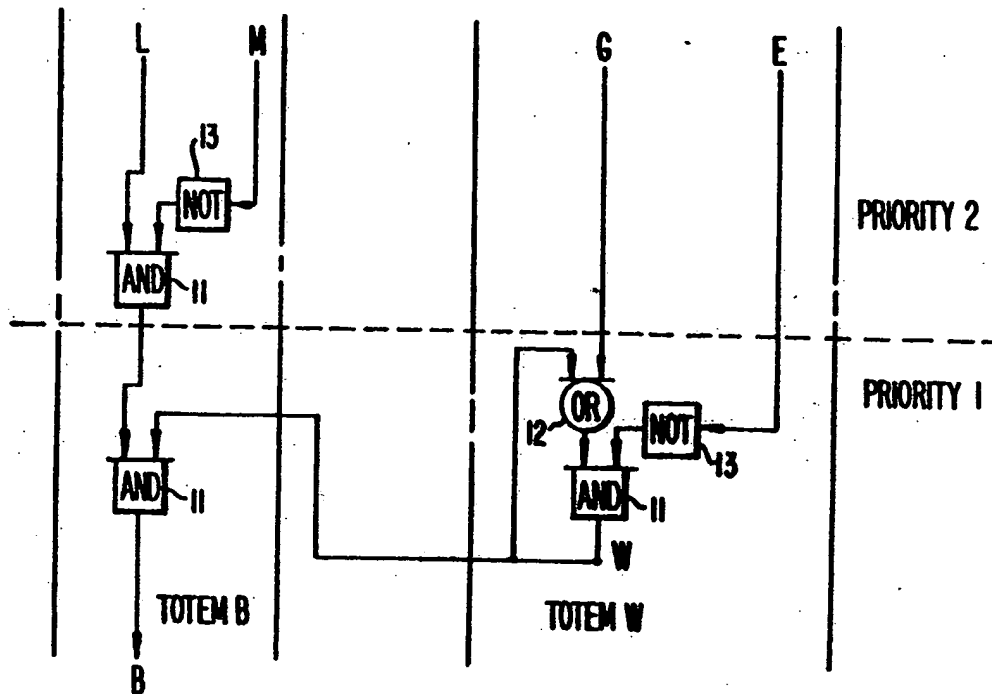 L M G E
13
NOT
PRIORITY 2
AND 11
PRIORITY 1
OR
12 NOT
13
AND 11
AND 11
W
TOTEM B TOTEM W
B